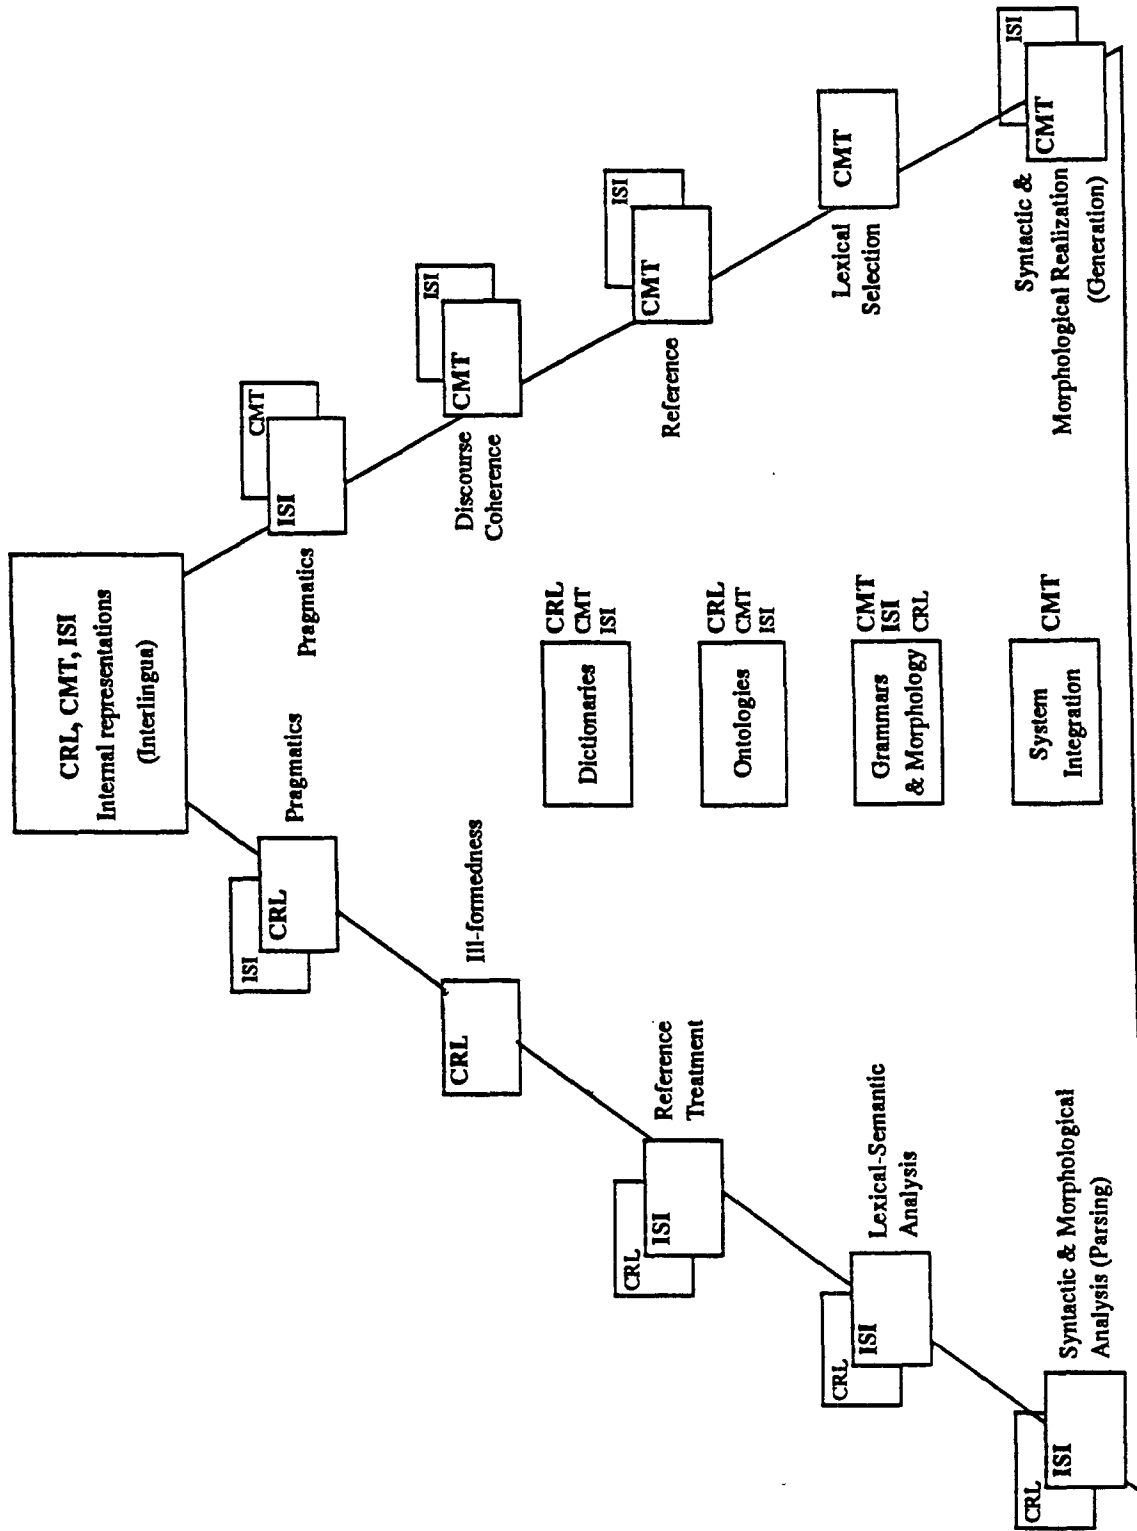 CRL, CMT, ISI
Internal representations
(Interlingua)
ISI
CRL
Pragmatics
Pragmatics
ISI
CMT
CRL
Ill-formedness
Discourse
Coherence
CMT
ISI
CRL
ISI
Reference
Treatment
Reference
CMT
ISI
CRL
ISI
Lexical-Semantic
Analysis
Lexical
Selection
CMT
CRL
ISI
Syntactic & Morphological
Analysis (Parsing)
Syntactic &
Morphological Realization
(Generation)
CMT
ISI
Dictionaries
CRL
CMT
ISI
Ontologies
CRL
CMT
ISI
Grammars
& Morphology
CMT
ISI
CRL
System
Integration
CMT